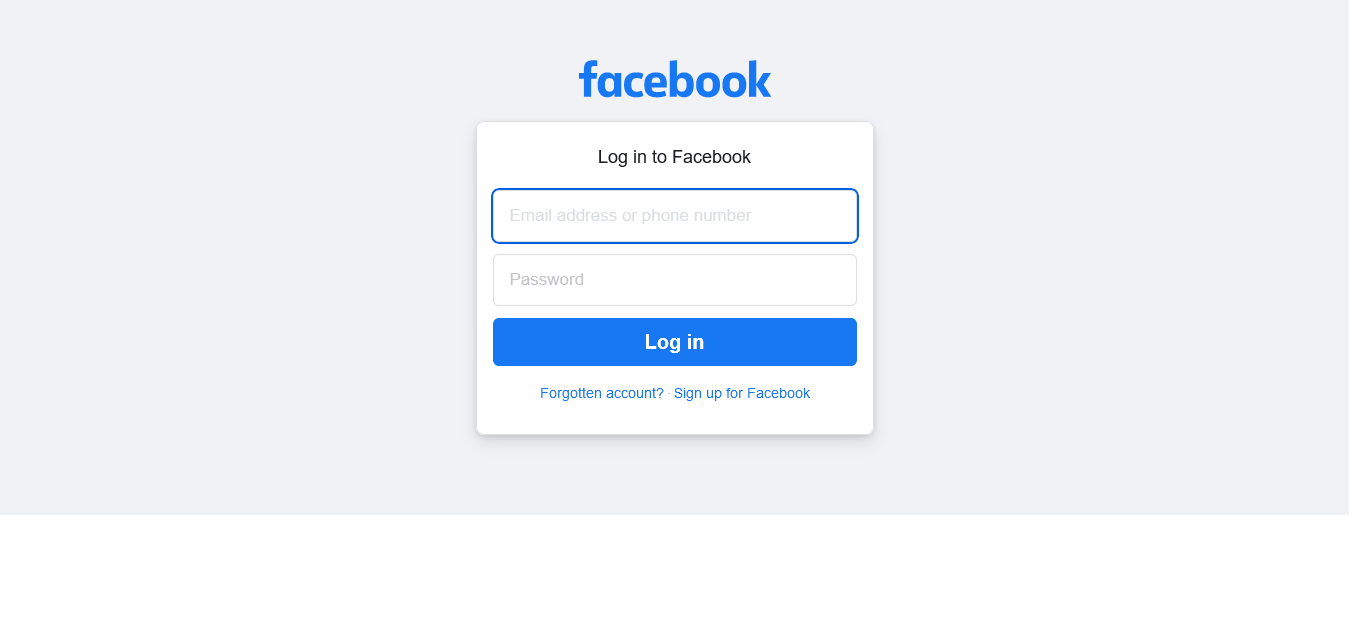 facebook
Log in to Facebook
Email address or phone number
Password
Log in
Forgotten account? · Sign up for Facebook